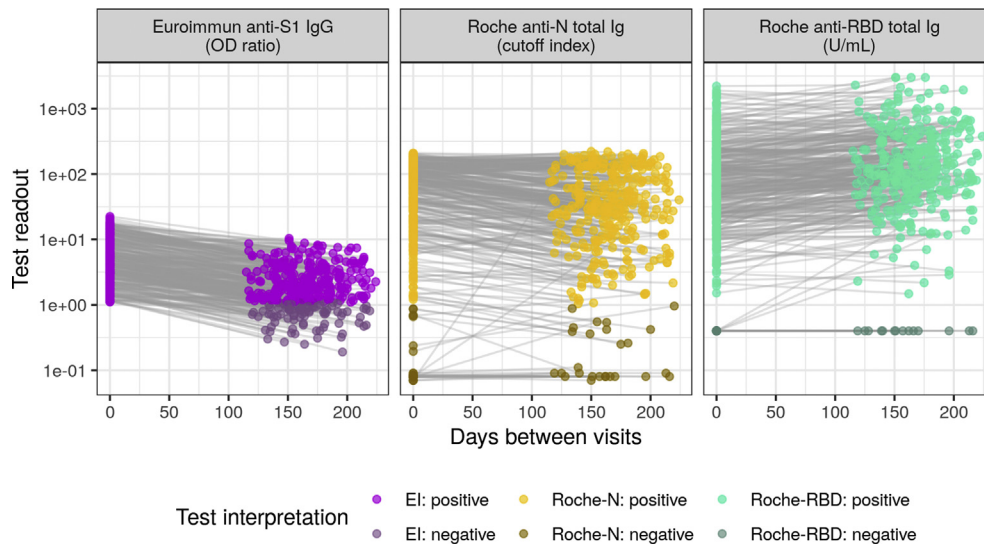 Euroimmun anti-S1 IgG
(OD ratio)
Roche anti-N total Ig
(cutoff index)
Roche anti-RBD total Ig
(U/mL)
Test readout
1e+03
1e+02
1e+01
1e+00
1e-01
0 50 100 150 200
0 50 100 150 200
0 50 100 150 200
Days between visits
Test interpretation
EI: positive
Roche-N: positive
Roche-RBD: positive
EI: negative
Roche-N: negative
Roche-RBD: negative